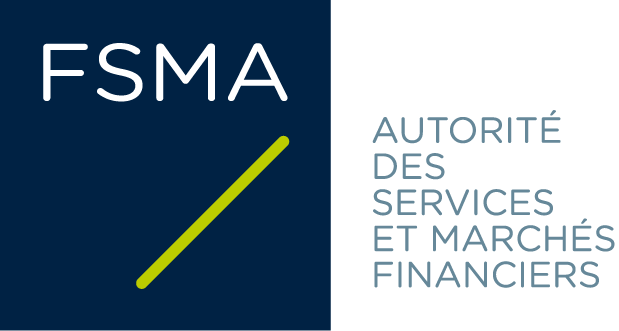 FSMA
AUTORITÉ
DES
SERVICES
ET MARCHÉS
FINANCIERS